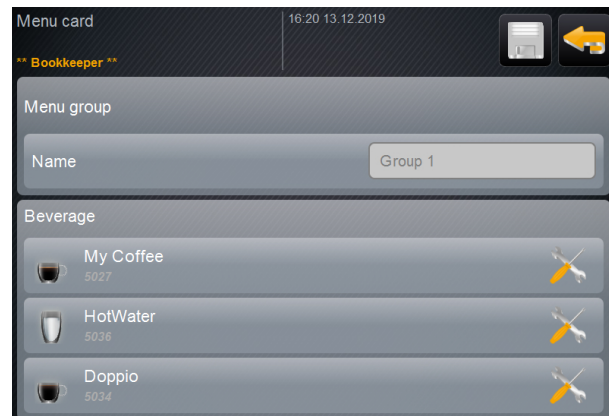 Menu card
16:20 13.12.2019
** Bookkeeper **
Menu group
Name
Group 1
Beverage
My Coffee
5027
HotWater
5036
Doppio
5034